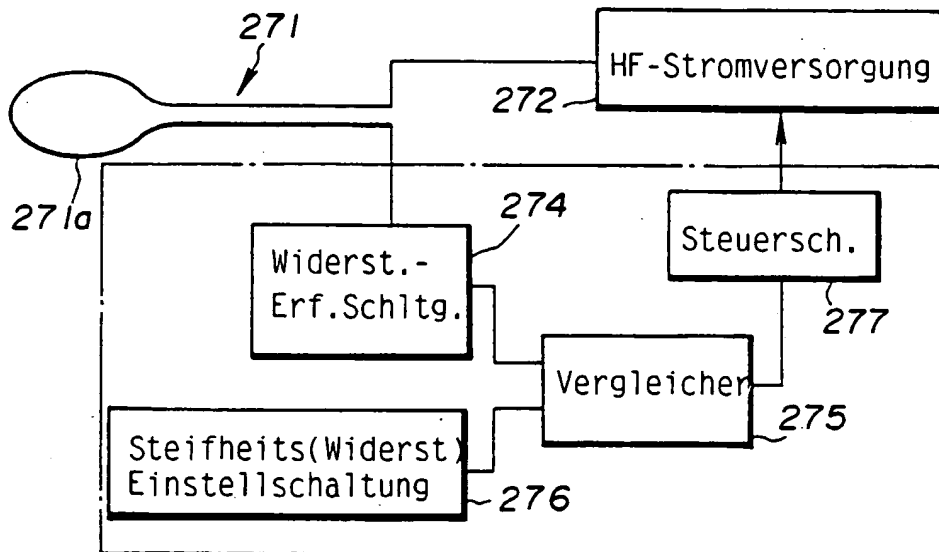 271
HF-Stromversorgung
272
271a
274
Widerst.-
Erf.Schltg.
Steuersch.
277
Vergleicher
275
Steifheits(Widerst)
Einstellschaltung
276